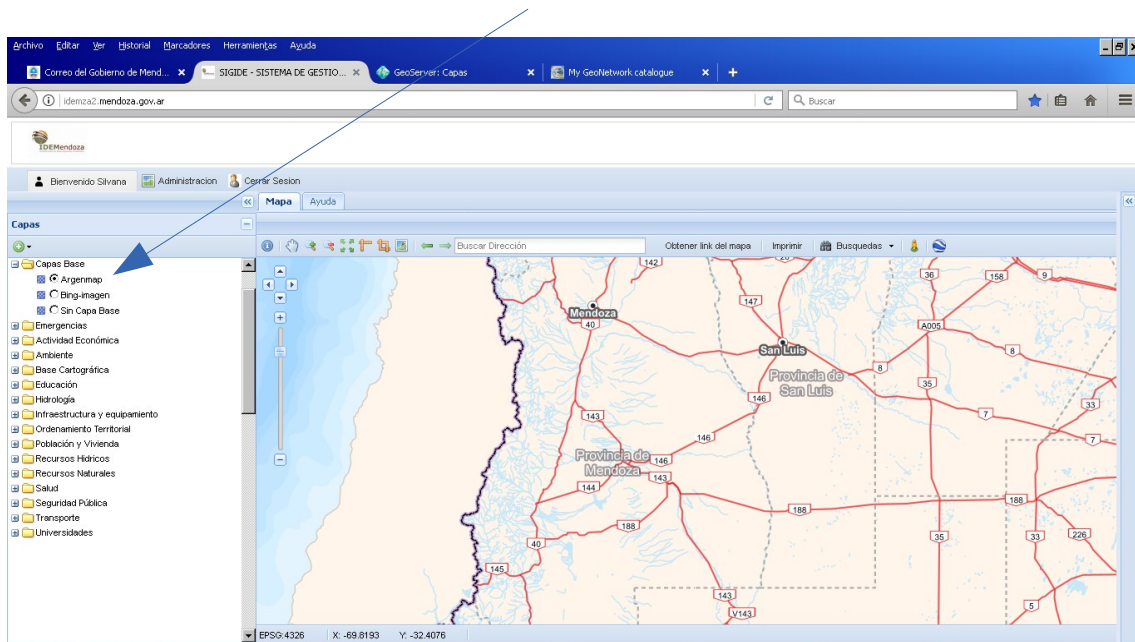 Archivo Editar Ver Historial Marcadores Herramientas Ayuda
Correo del Gobierno de Mend... SIGIDE - SISTEMA DE GESTIO... GeoServer: Capas My GeoNetwork catalogue
idemza2.mendoza.gov.ar Buscar
IDEMendoza
Bienvenido Silvana Administracion Cerrar Sesion
Mapa Ayuda
Capas
Buscar Dirección Obtener link del mapa Imprimir Busquedas
Capas Base
Argenmap
Bing-imagen
Sin Capa Base
Emergencias
Actividad Económica
Ambiente
Base Cartográfica
Educación
Hidrología
Infraestructura y equipamiento
Ordenamiento Territorial
Población y Vivienda
Recursos Hidricos
Recursos Naturales
Salud
Seguridad Pública
Transporte
Universidades
142 20 36 158 9
147
Mendoza
40 A005
San Luis 8
8
Provincia de
San Luis
35
146 33
143 7
146 7
Provincia de
Mendoza
146
143
144
188
188
188
40 35 33 226
145
143 5
V143
EPSG:4326 X: -69.8193 Y: -32.4076